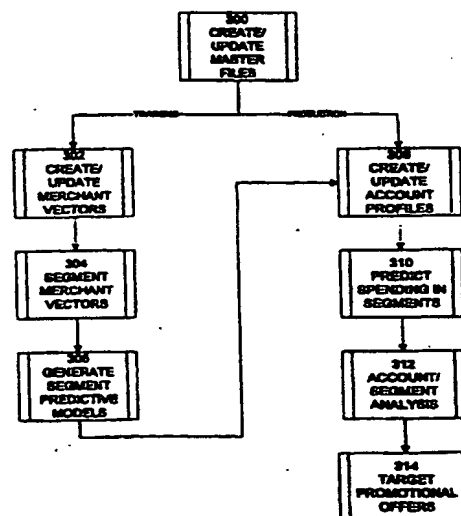 300
CREATE/
UPDATE
MASTER
FILES
TRAINING
PRODUCTION
302
CREATE/
UPDATE
MERCHANT
VECTORS
304
SEGMENT
MERCHANT
VECTORS
306
GENERATE
SEGMENT
PREDICTIVE
MODELS
308
CREATE/
UPDATE
ACCOUNT
PROFILES
310
PREDICT
SPENDING IN
SEGMENTS
312
ACCOUNT/
SEGMENT
ANALYSIS
314
TARGET
PROMOTIONAL
OFFERS